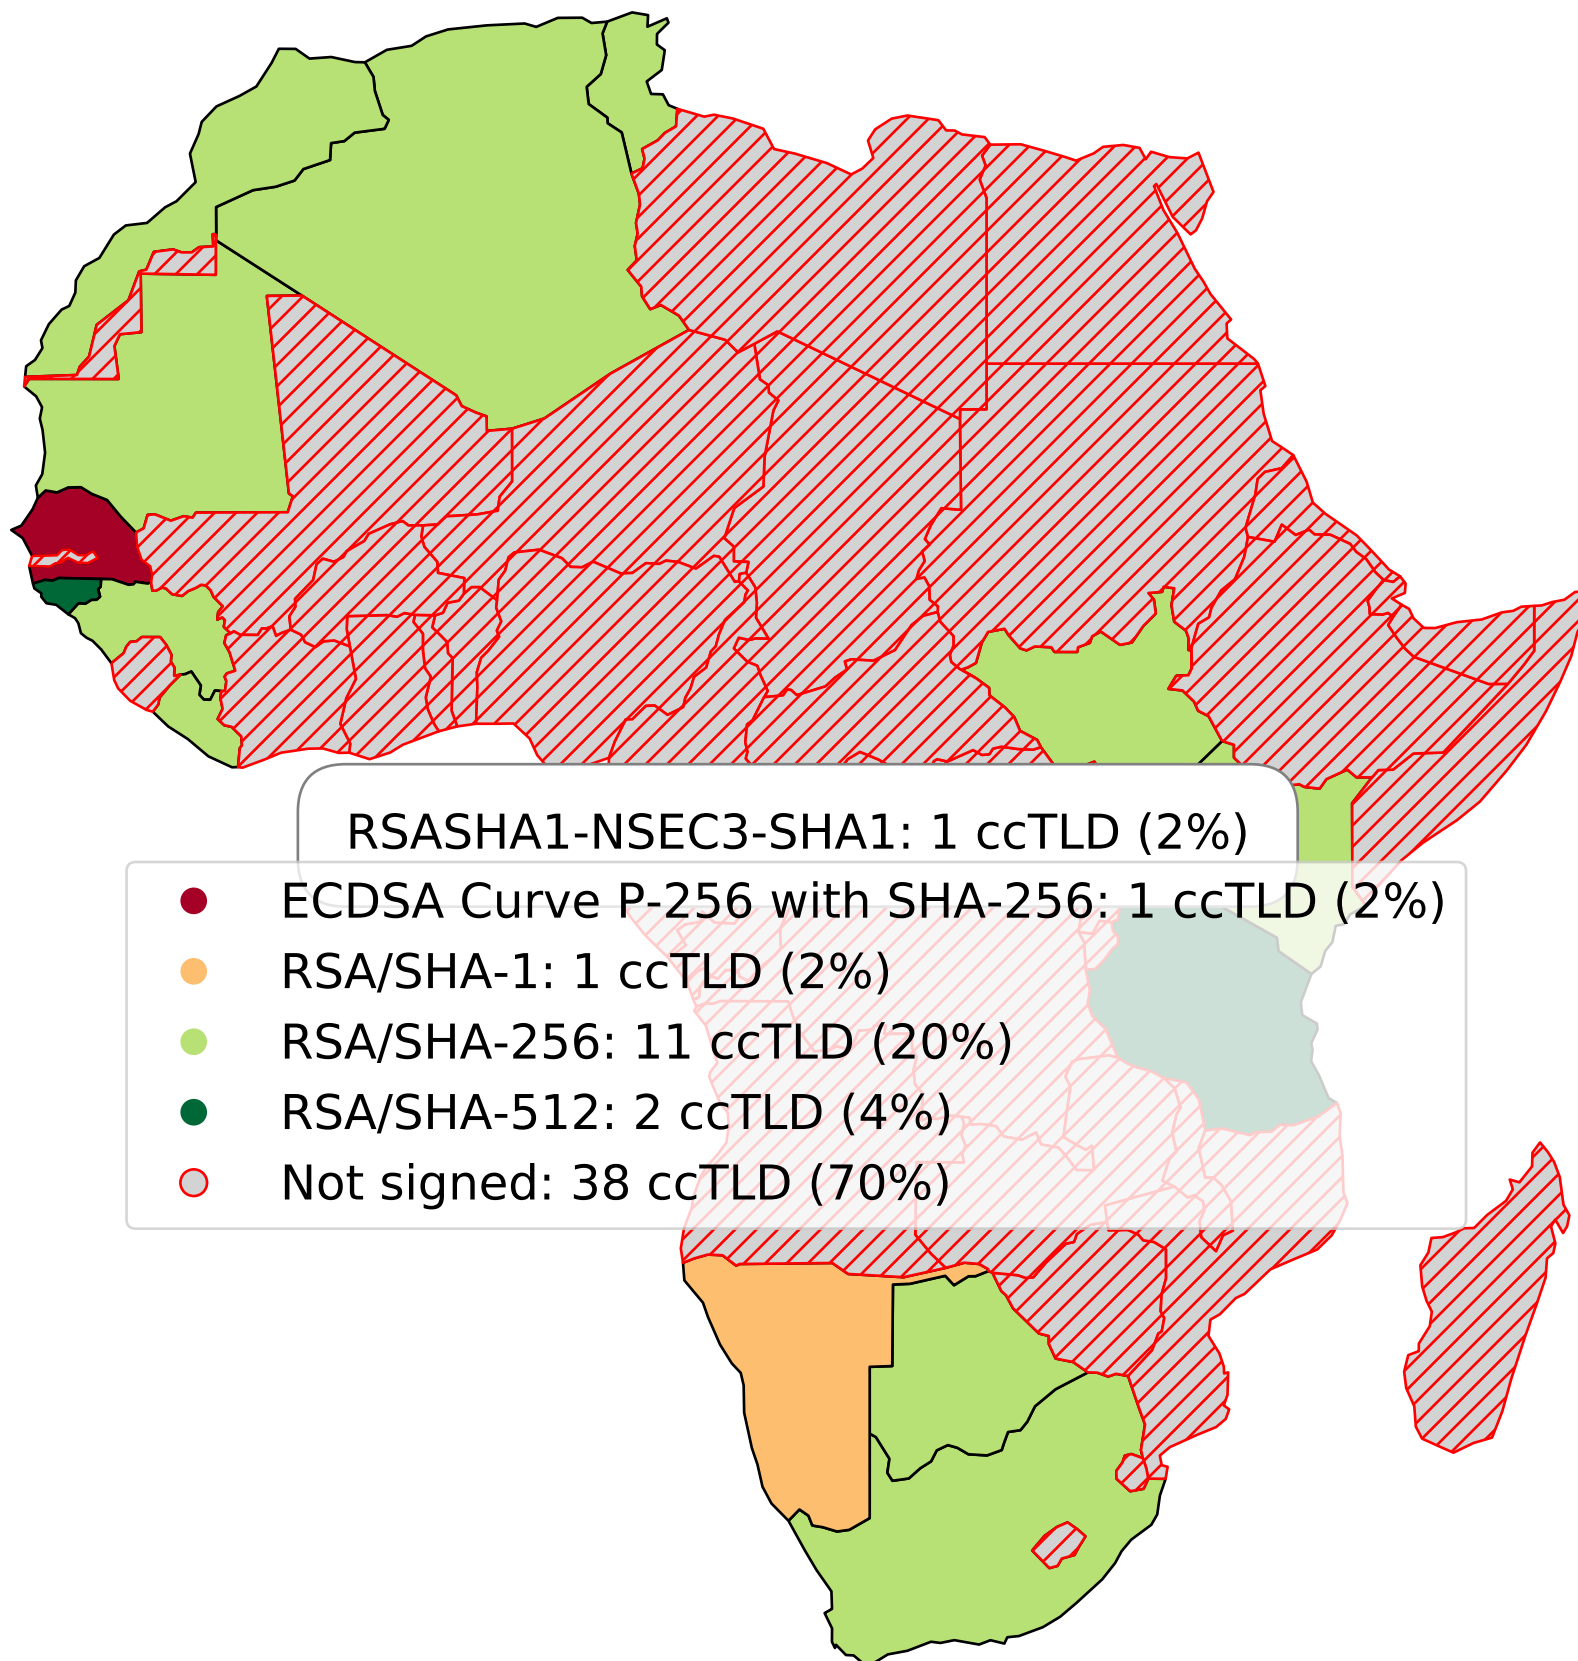 RSASHA1-NSEC3-SHA1: 1 ccTLD (2%)
ECDSA Curve P-256 with SHA-256: 1 ccTLD (2%)
RSA/SHA-1: 1 ccTLD (2%)
RSA/SHA-256: 11 ccTLD (20%)
RSA/SHA-512: 2 ccTLD (4%)
Not signed: 38 ccTLD (70%)